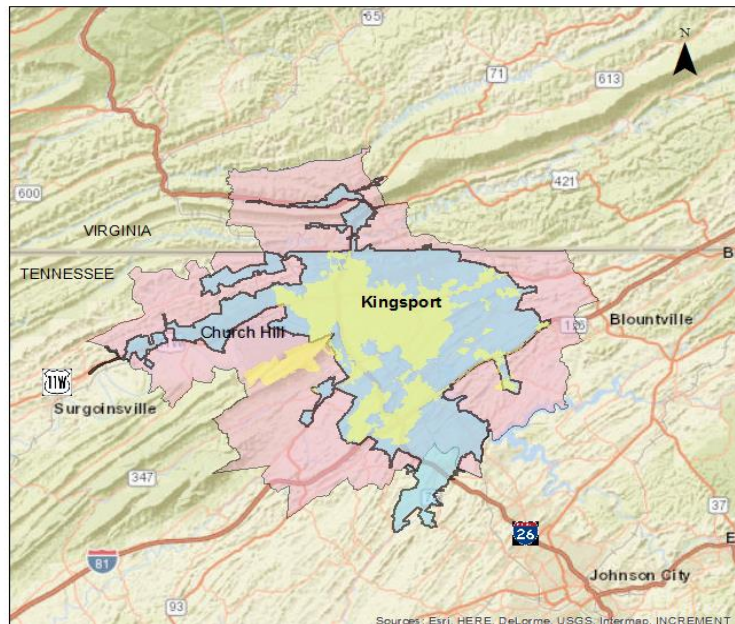 65
N
71
613
421
600
VIRGINIA
TENNESSEE
B
Kingsport
Church Hill
Blountville
11W
Surgoinsville
347
37
26
E
81
Johnson City
93
Sources: Esri, HERE, DeLorme, USGS, Intermap, INCREMENT